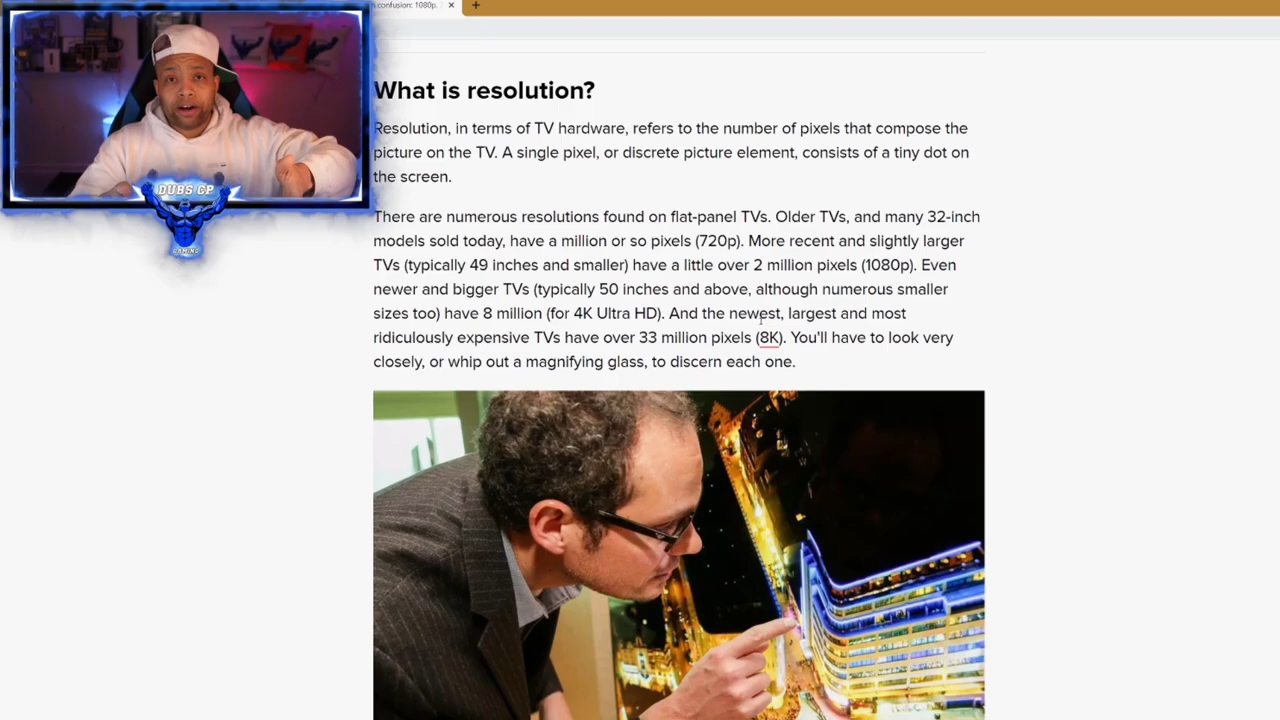 n confusion: 1080p.
What is resolution?
Resolution, in terms of TV hardware, refers to the number of pixels that compose the
picture on the TV. A single pixel, or discrete picture element, consists of a tiny dot on
the screen.
There are numerous resolutions found on flat-panel TVs. Older TVs, and many 32-inch
models sold today, have a million or so pixels (720p). More recent and slightly larger
TVs (typically 49 inches and smaller) have a little over 2 million pixels (1080p). Even
newer and bigger TVs (typically 50 inches and above, although numerous smaller
sizes too) have 8 million (for 4K Ultra HD). And the newest, largest and most
ridiculously expensive TVs have over 33 million pixels (8K). You'll have to look very
closely, or whip out a magnifying glass, to discern each one.
DUBS CP
GAMING